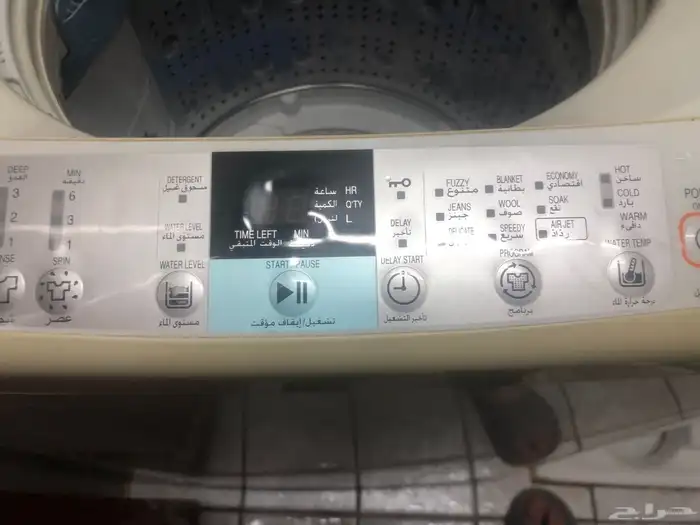 DEEP
MIN
دقيقة
3
2
1
6
3
1
SPIN
عصر
DETERGENT
مسحوق غسيل
WATER LEVEL
مستوى الماء
WATER LEVEL
مستوى الماء
ساعة HR
الكمية Q'TY
L
TIME LEFT MIN
الوقت المتبقي دقيقة
START PAUSE
تشغيل/إيقاف مؤقت
DELAY
تأخير
DELAY START
تأخير التشغيل
FUZZY
متنوع
JEANS
جينز
DELICATE
BLANKET
بطانية
WOOL
صوف
SPEEDY
سريع
ECONOMY
اقتصادي
SOAK
نقع
AIR JET
PROGRAM
برنامج
HOT
ساخن
COLD
بارد
WARM
دافىء
WATER TEMP
درجة حرارة الماء
حراج